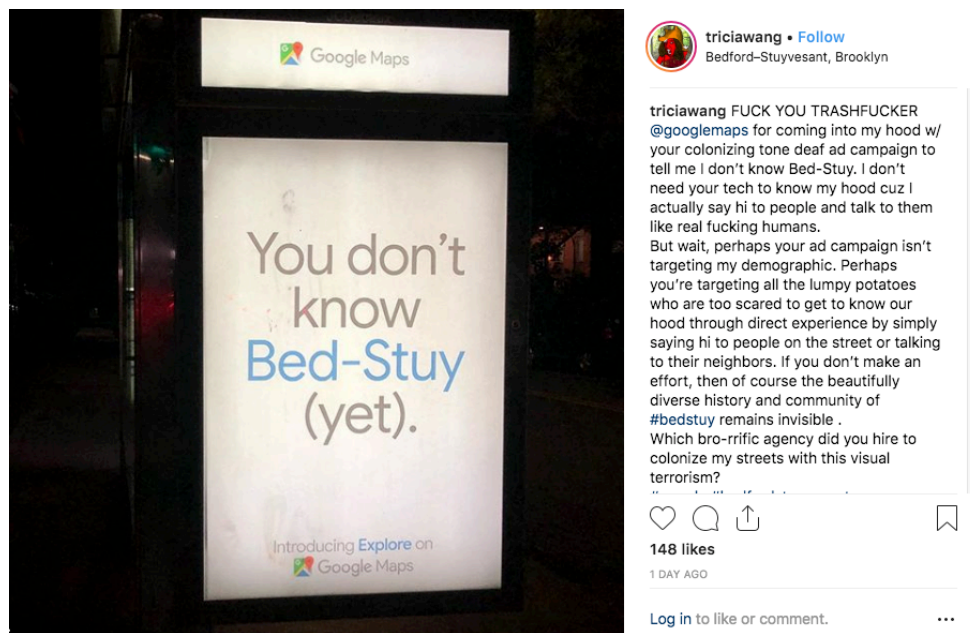 Google Maps
You don't
know
Bed-Stuy
(yet).
Introducing Explore on
Google Maps
triciawang • Follow
Bedford–Stuyvesant, Brooklyn
triciawang FUCK YOU TRASHFUCKER
@googlemaps for coming into my hood w/
your colonizing tone deaf ad campaign to
tell me I don't know Bed-Stuy. I don't
need your tech to know my hood cuz I
actually say hi to people and talk to them
like real fucking humans.
But wait, perhaps your ad campaign isn't
targeting my demographic. Perhaps
you're targeting all the lumpy potatoes
who are too scared to get to know our
hood through direct experience by simply
saying hi to people on the street or talking
to their neighbors. If you don't make an
effort, then of course the beautifully
diverse history and community of
#bedstuy remains invisible .
Which bro-rrific agency did you hire to
colonize my streets with this visual
terrorism?
148 likes
1 DAY AGO
Log in to like or comment.